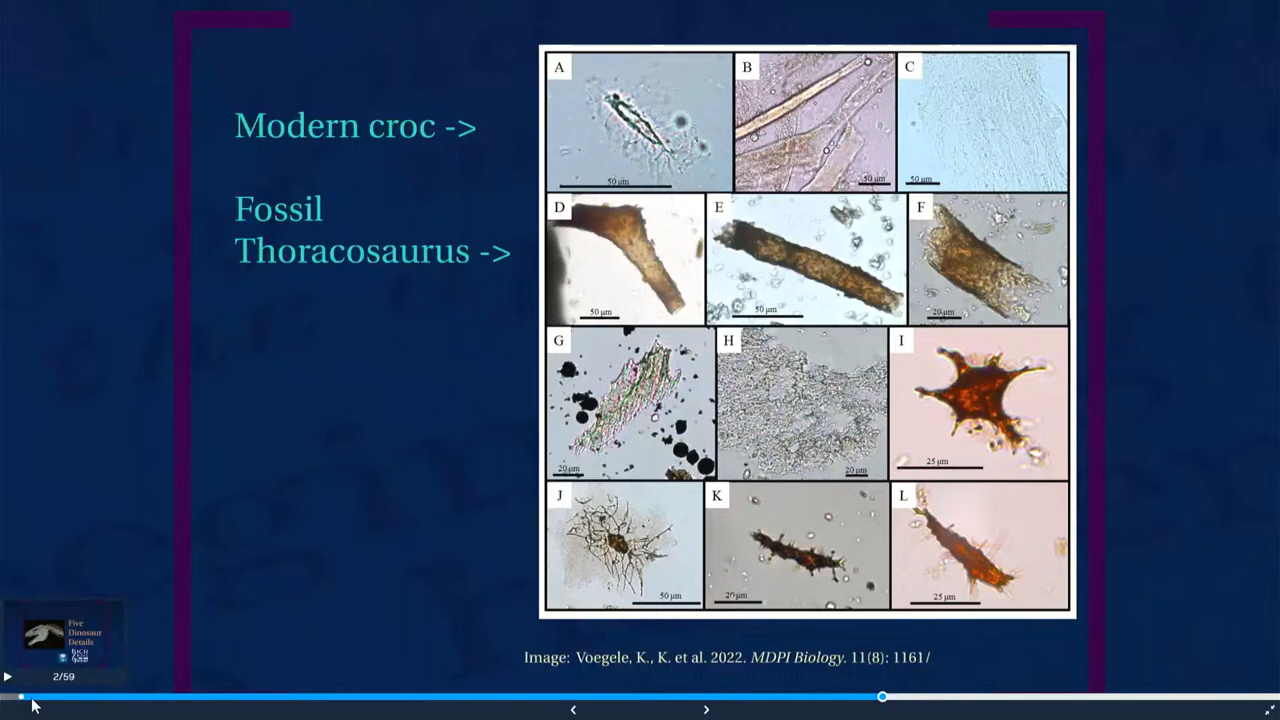 Modern croc ->
Fossil
Thoracosaurus ->
A
B
C
50 μm
50 μm
50 μm
D
E
F
50 μm
50 μm
20 μm
G
H
I
20 μm
20 μm
25 μm
J
K
L
50 μm
20 μm
25 μm
Image: Voegele, K., K. et al. 2022. MDPI Biology. 11(8): 1161/
Five
Dinosaur
Details
2/59